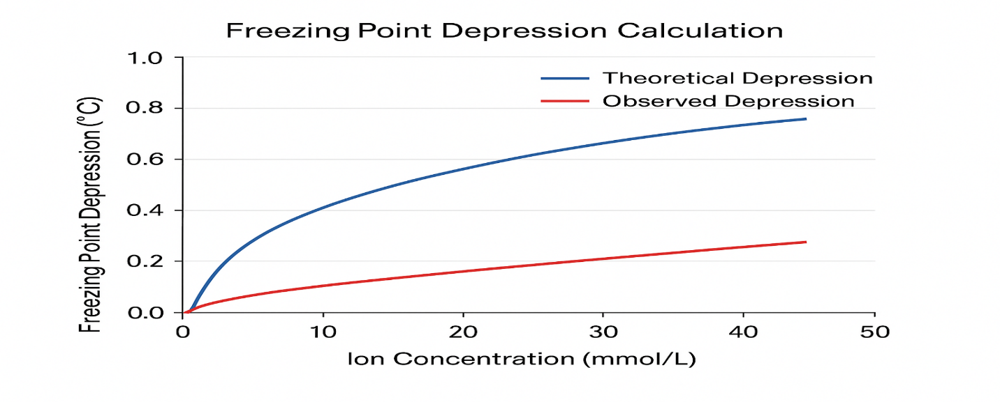 Freezing Point Depression Calculation
1.0
Theoretical Depression
Observed Depression
0.8
0.6
0.4
0.2
0.0
Freezing Point Depression (°C)
0 10 20 30 40 50
Ion Concentration (mmol/L)